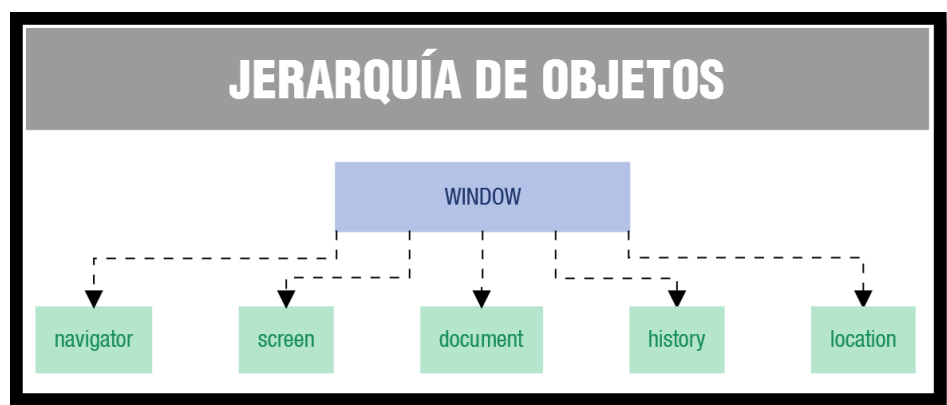 JERARQUÍA DE OBJETOS
WINDOW
navigator
screen
document
history
location